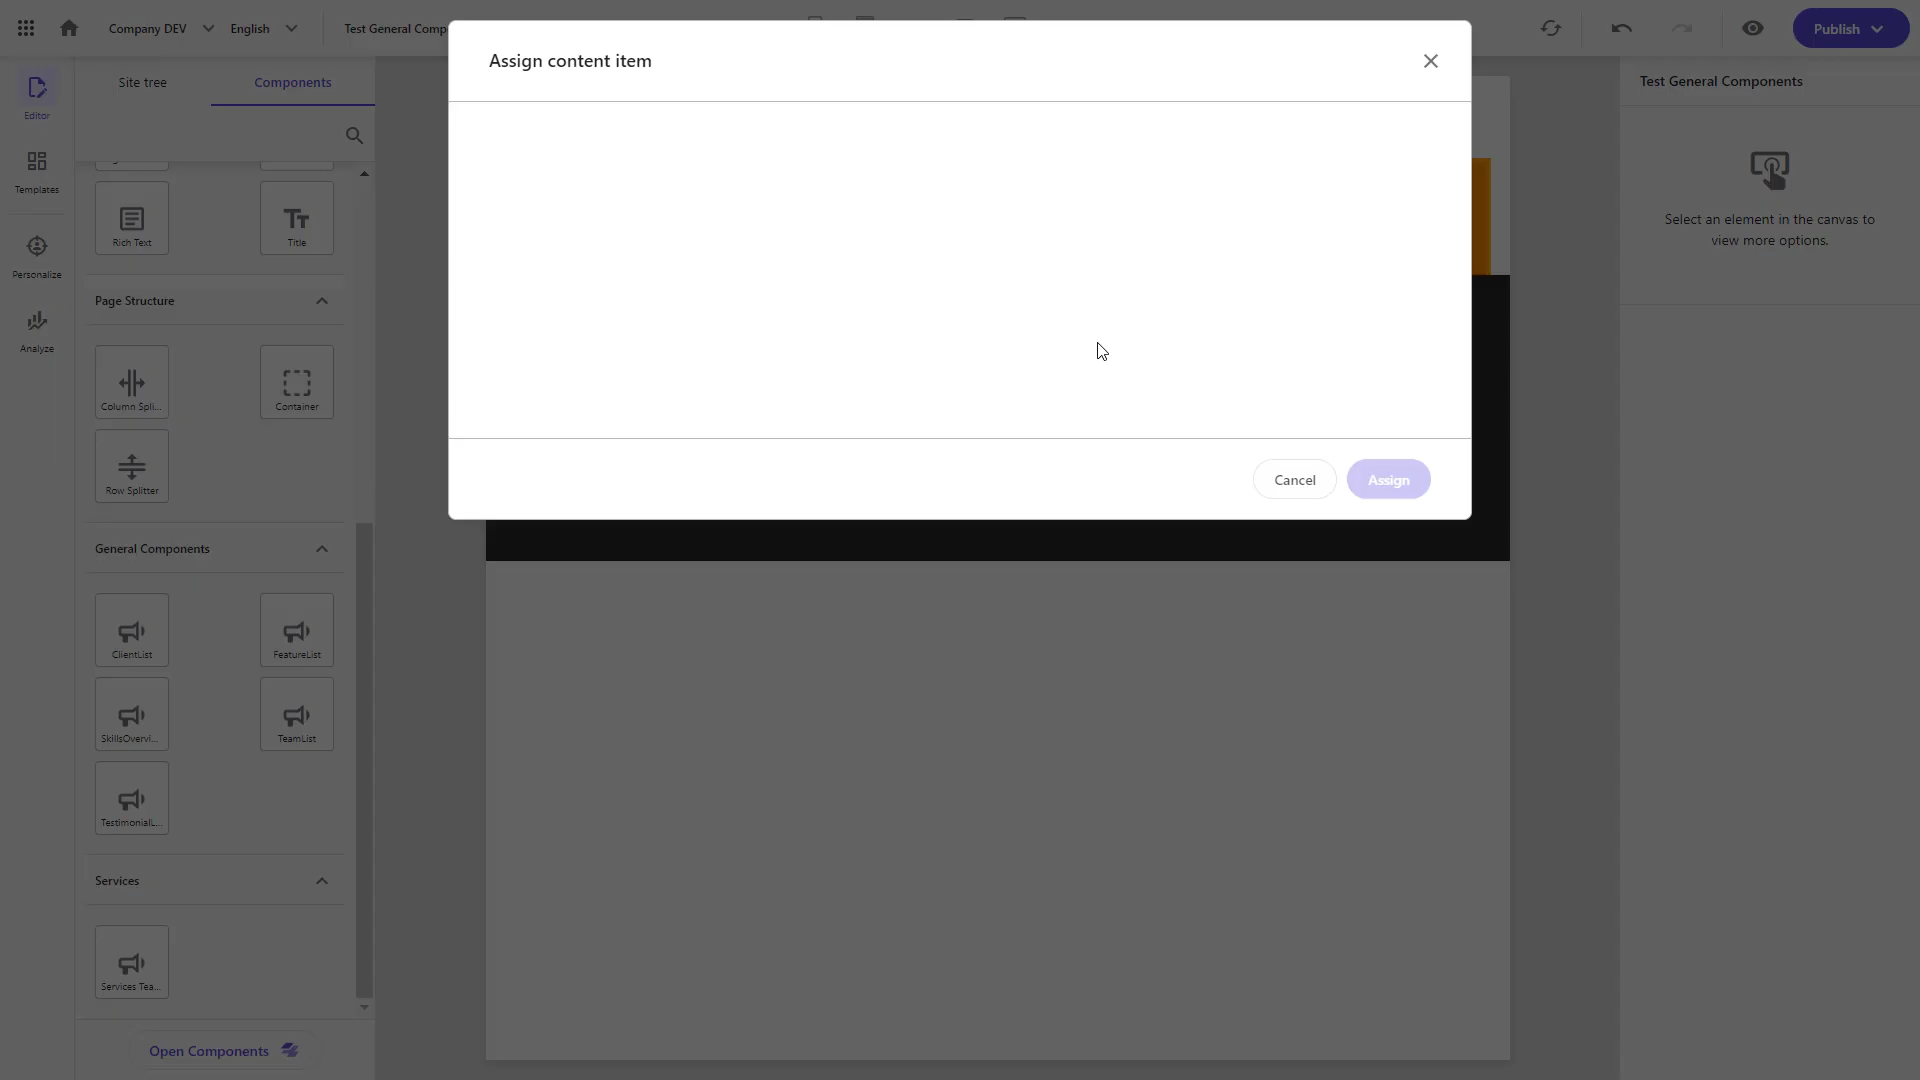 Company DEV
English
Test General Comp
Publish
Assign content item
Cancel
Assign
Editor
Templates
Personalize
Analyze
Site tree
Components
Rich Text
Title
Page Structure
Column Spli...
Container
Row Splitter
General Components
ClientList
FeatureList
SkillsOvervi...
TeamList
TestimonialL...
Services
Services Tea...
Open Components
Test General Components
Select an element in the canvas to
view more options.